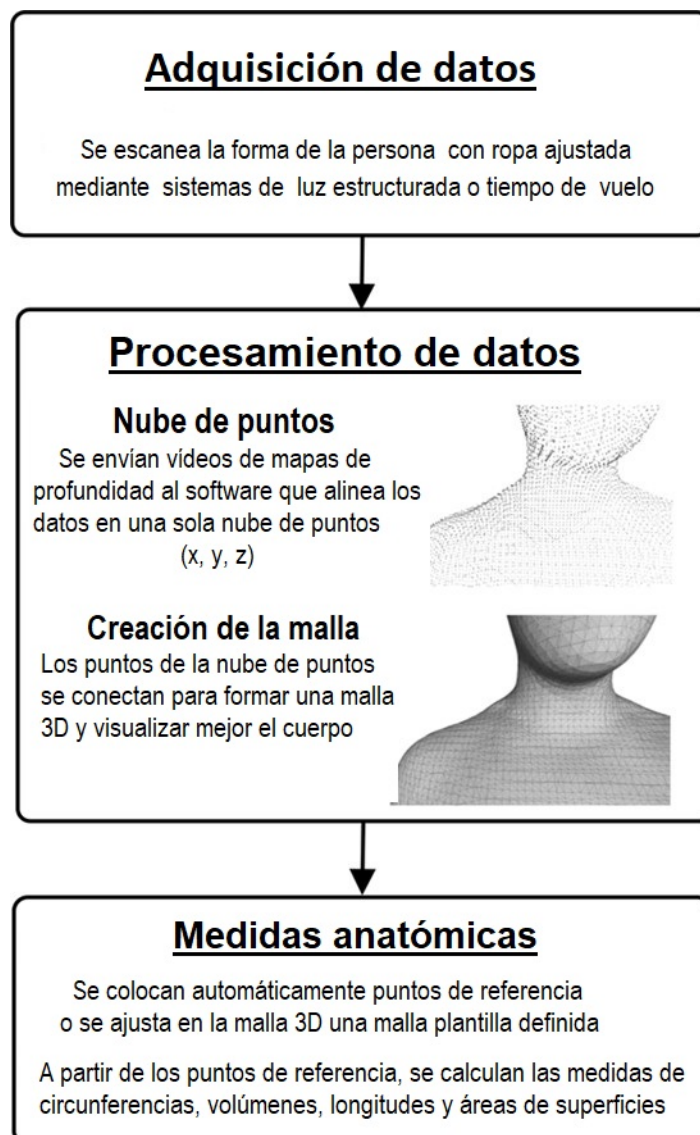 Adquisición de datos
Se escanea la forma de la persona con ropa ajustada
mediante sistemas de luz estructurada o tiempo de vuelo
Procesamiento de datos
Nube de puntos
Se envían vídeos de mapas de
profundidad al software que alinea los
datos en una sola nube de puntos
(x, y, z)
Creación de la malla
Los puntos de la nube de puntos
se conectan para formar una malla
3D y visualizar mejor el cuerpo
Medidas anatómicas
Se colocan automáticamente puntos de referencia
o se ajusta en la malla 3D una malla plantilla definida
A partir de los puntos de referencia, se calculan las medidas de
circunferencias, volúmenes, longitudes y áreas de superficies